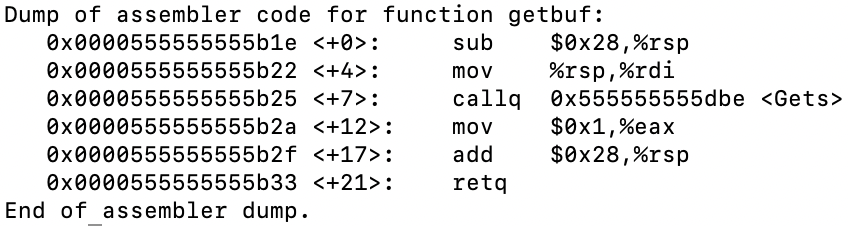 Dump of assembler code for function getbuf:
   0x0000555555555b1e <+0>:     sub    $0x28,%rsp
   0x0000555555555b22 <+4>:     mov    %rsp,%rdi
   0x0000555555555b25 <+7>:     callq  0x555555555dbe <Gets>
   0x0000555555555b2a <+12>:    mov    $0x1,%eax
   0x0000555555555b2f <+17>:    add    $0x28,%rsp
   0x0000555555555b33 <+21>:    retq
End of assembler dump.